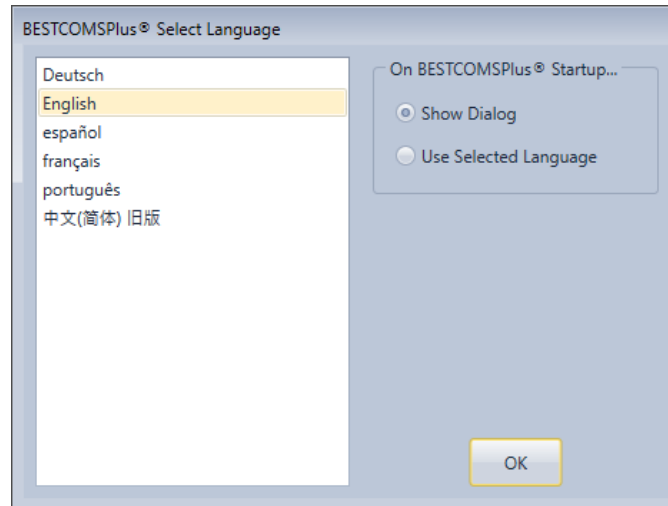 BESTCOMSPlus® Select Language
Deutsch
English
español
français
português
中文(简体) 旧版
On BESTCOMSPlus® Startup...
Show Dialog
Use Selected Language
OK